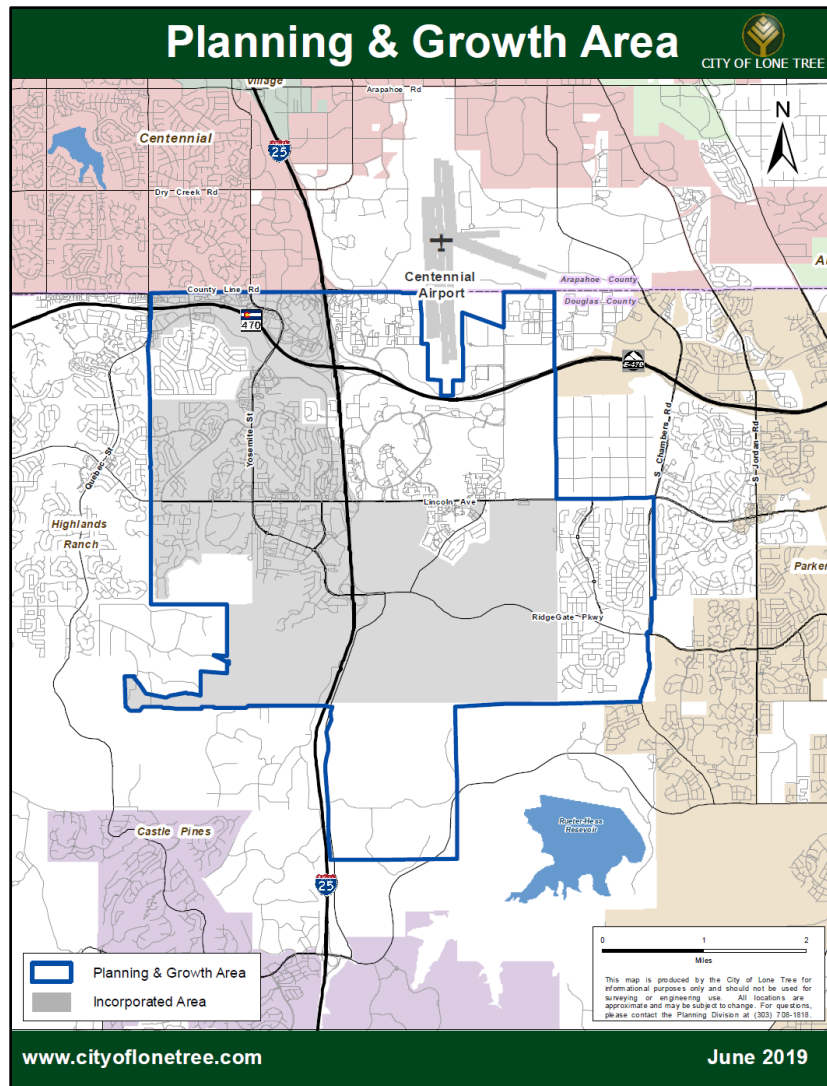 Planning & Growth Area
CITY OF LONE TREE
Village
Arapahoe Rd
Centennial
25
N
Dry Creek Rd
Centennial
Airport
Arapahoe County
Douglas County
County Line Rd
470
E-470
Yosemite St
Quebec St
S Chambers Rd
S Jordan Rd
Lincoln Ave
Highlands
Ranch
Parker
RidgeGate Pkwy
Castle Pines
Rueter-Hess
Resevoir
25
0 1 2
Miles
Planning & Growth Area
Incorporated Area
This map is produced by the City of Lone Tree for
informational purposes only and should not be used for
surveying or engineering use. All locations are
approximate and may be subject to change. For questions,
please contact the Planning Division at (303) 708-1818.
www.cityoflonetree.com
June 2019